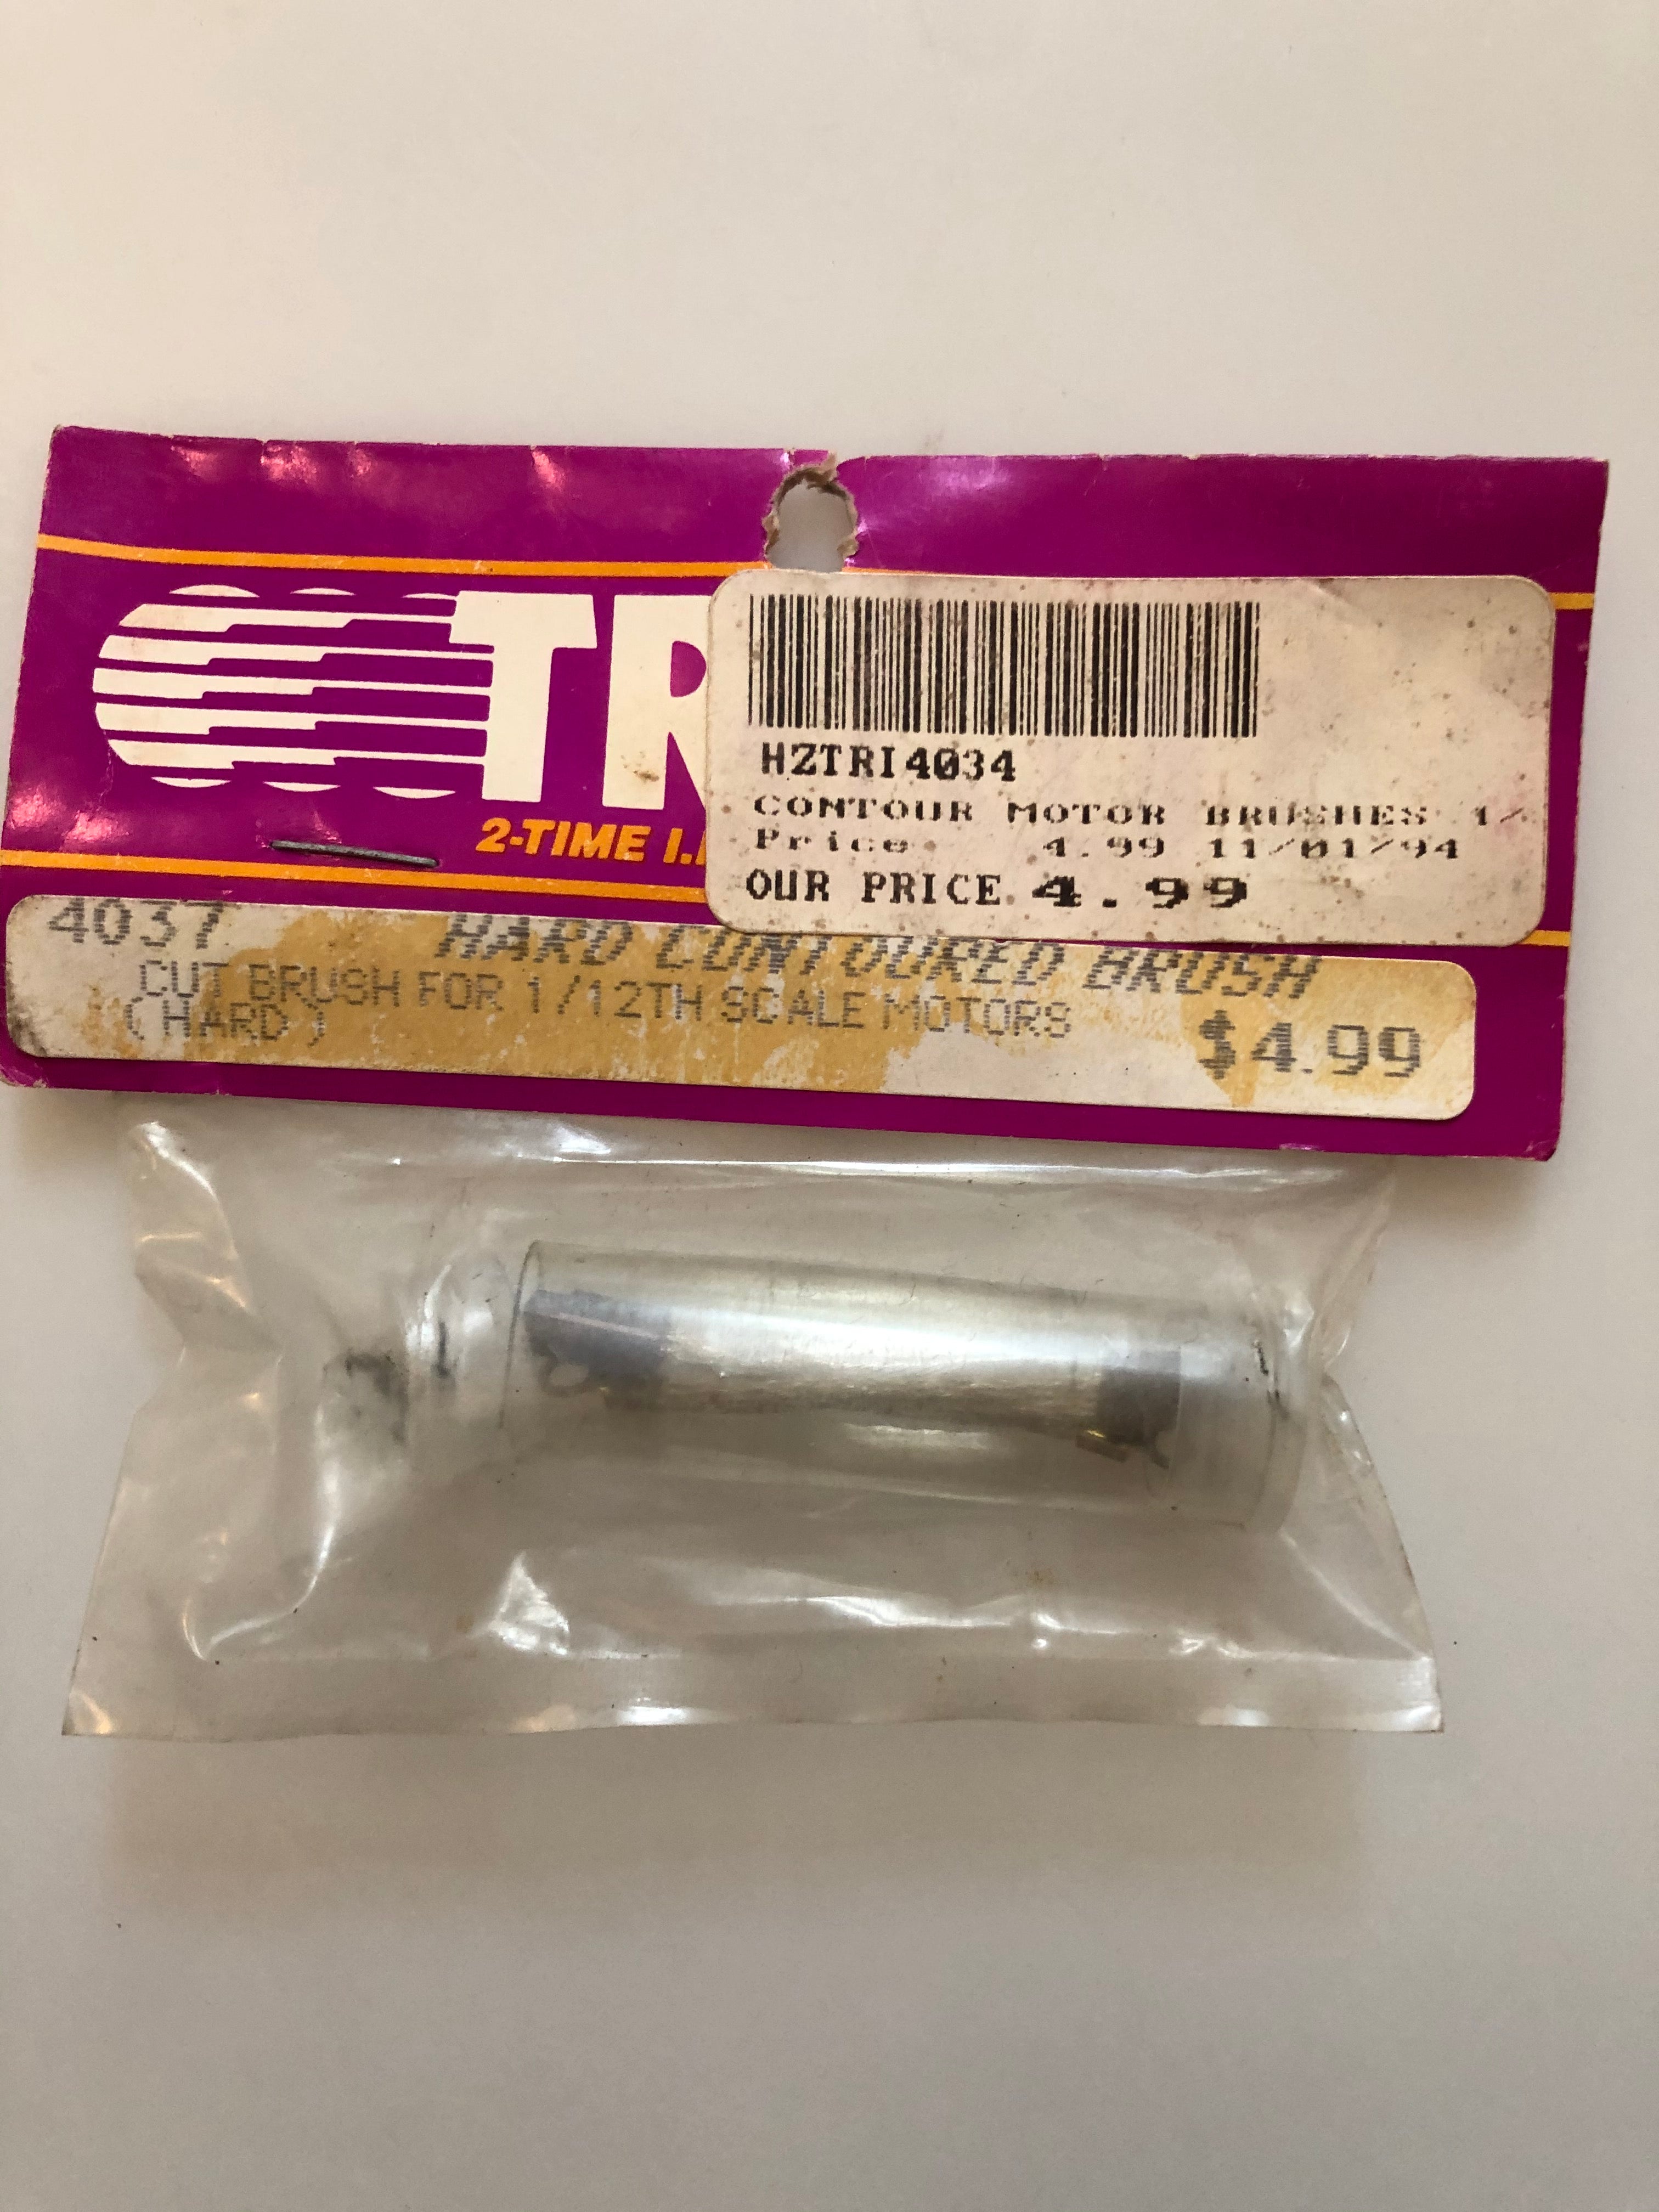 TR
2-TIME I.
HZTRI4034
CONTOUR MOTOR BRUSHES 1/
Price 4.99 11/01/94
OUR PRICE 4.99
4037 HARD CONTOURED BRUSH
CUT BRUSH FOR 1/12TH SCALE MOTORS
(HARD)
$4.99